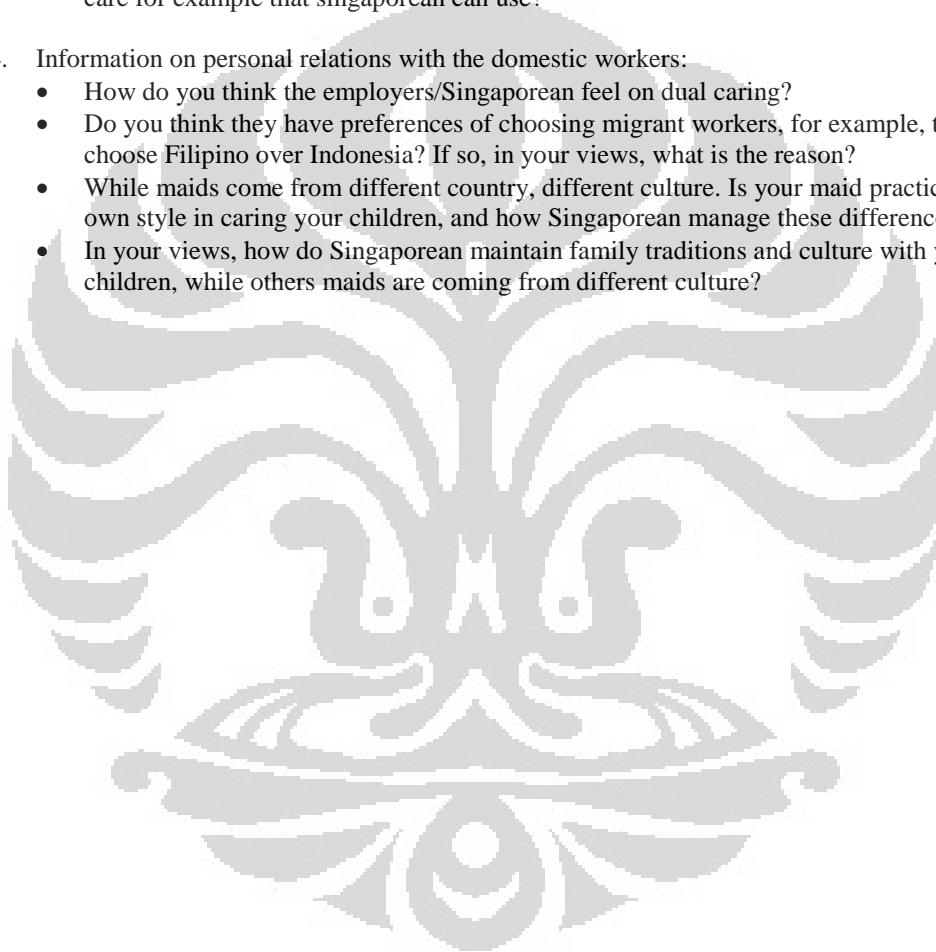 care for example that singaporean can use?
. Information on personal relations with the domestic workers:
• How do you think the employers/Singaporean feel on dual caring?
• Do you think they have preferences of choosing migrant workers, for example,
choose Filipino over Indonesia? If so, in your views, what is the reason?
• While maids come from different country, different culture. Is your maid
own style in caring your children, and how Singaporean manage these
• In your views, how do Singaporean maintain family traditions and culture with
children, while others maids are coming from different culture?